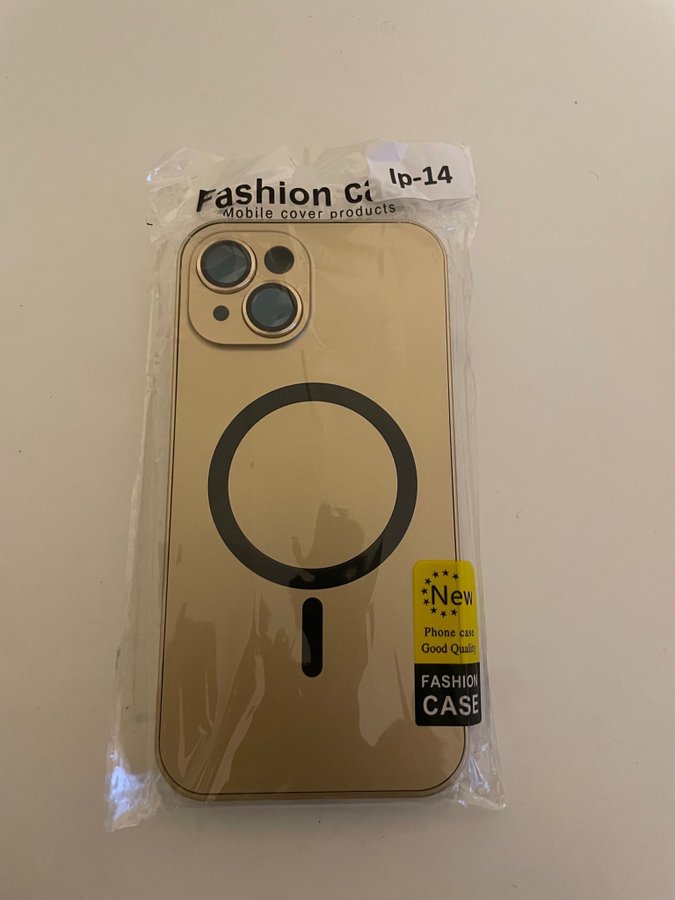 Fashion ca
Ip-14
Mobile cover products
New
Phone case
Good Quality
FASHION
CASE